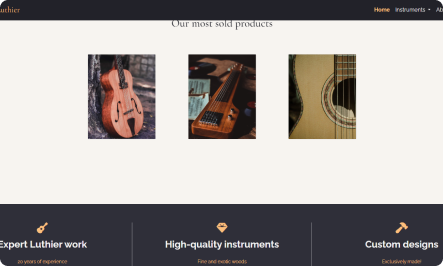 uthier
Home Instruments Ab
Our most sold products
Expert Luthier work
20 years of experience
High-quality instruments
Fine and exotic woods
Custom designs
Exclusively made!